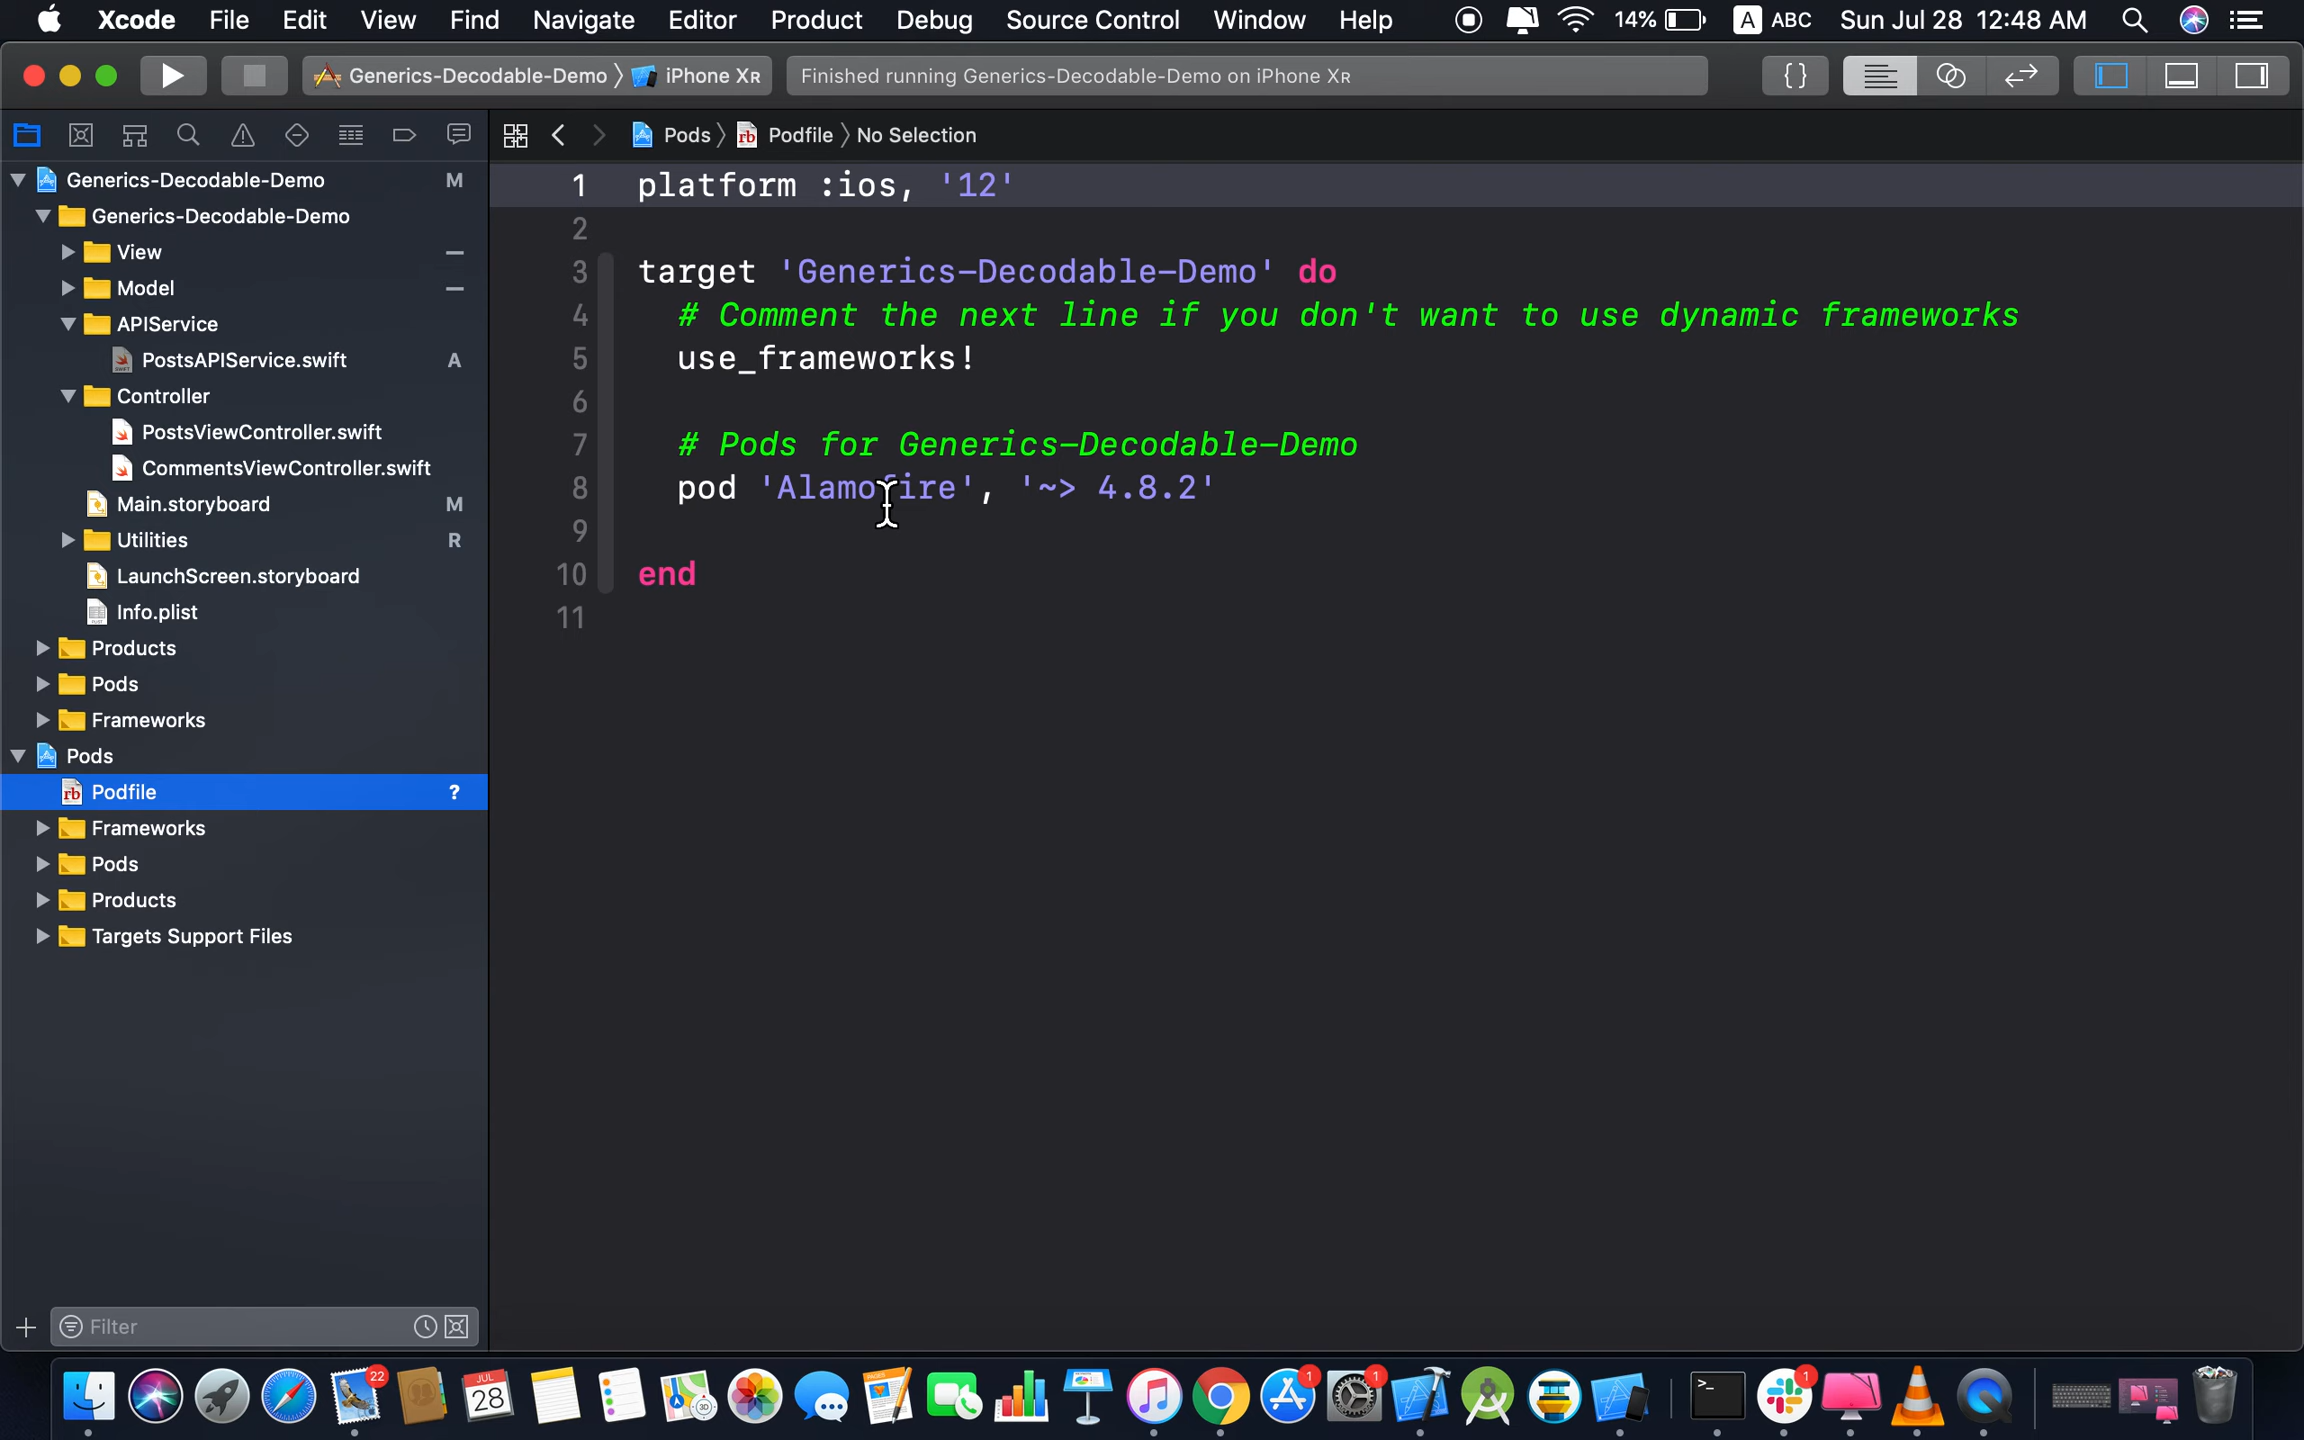 Xcode File Edit View Find Navigate Editor Product Debug Source Control Window Help 14% A ABC Sun Jul 28 12:48 AM
Generics-Decodable-Demo iPhone XR Finished running Generics-Decodable-Demo on iPhone XR { }
Pods Podfile No Selection
Generics-Decodable-Demo M
Generics-Decodable-Demo
View
Model
APIService
PostsAPIService.swift A
Controller
PostsViewController.swift
CommentsViewController.swift
Main.storyboard M
Utilities R
LaunchScreen.storyboard
Info.plist
Products
Pods
Frameworks
Pods
Podfile ?
Frameworks
Pods
Products
Targets Support Files
Filter
1 platform :ios, '12'
2
3 target 'Generics-Decodable-Demo' do
4 # Comment the next line if you don't want to use dynamic frameworks
5 use_frameworks!
6
7 # Pods for Generics-Decodable-Demo
8 pod 'Alamofire', '~> 4.8.2'
9
10 end
11
22 JUL 28 3D 1 1 >_ 1